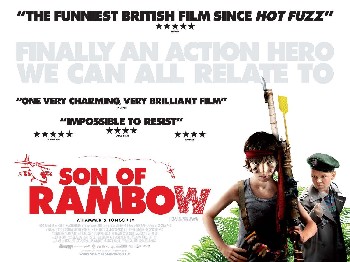 "THE FUNNIEST BRITISH FILM SINCE HOT FUZZ"
FINALLY AN ACTION HERO
WE CAN ALL RELATE TO
"ONE VERY CHARMING, VERY BRILLIANT FILM"
"IMPOSSIBLE TO RESIST"
SON OF
RAMBOW